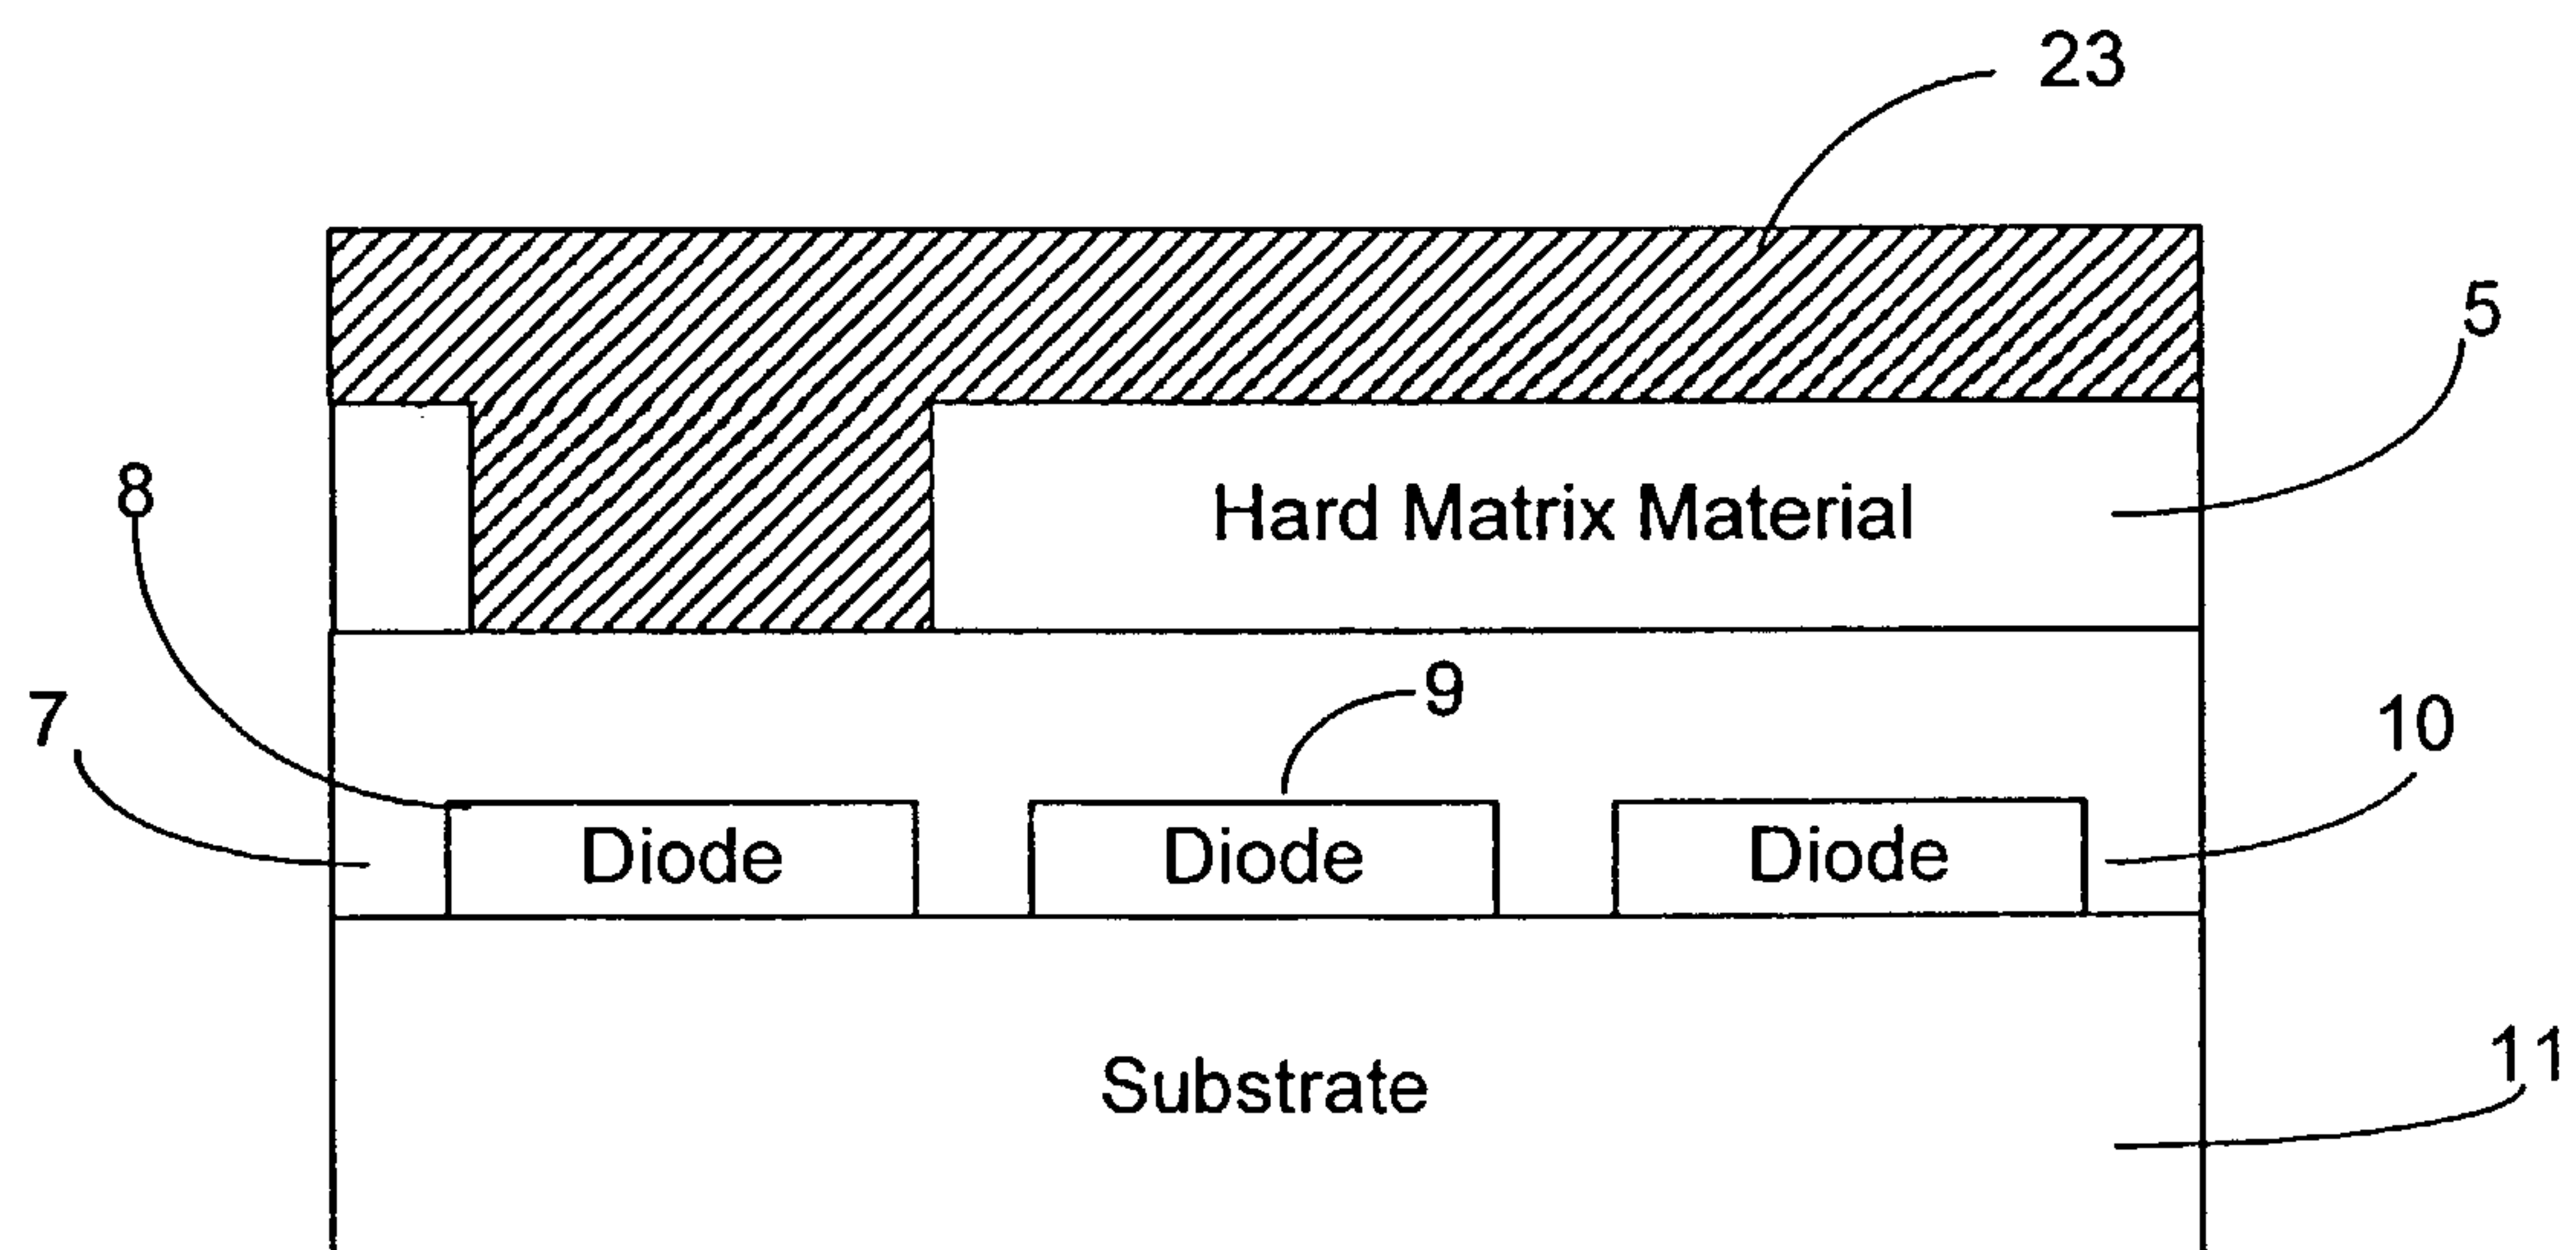 23
5
Hard Matrix Material
8
9
7
10
Diode
Diode
Diode
11
Substrate